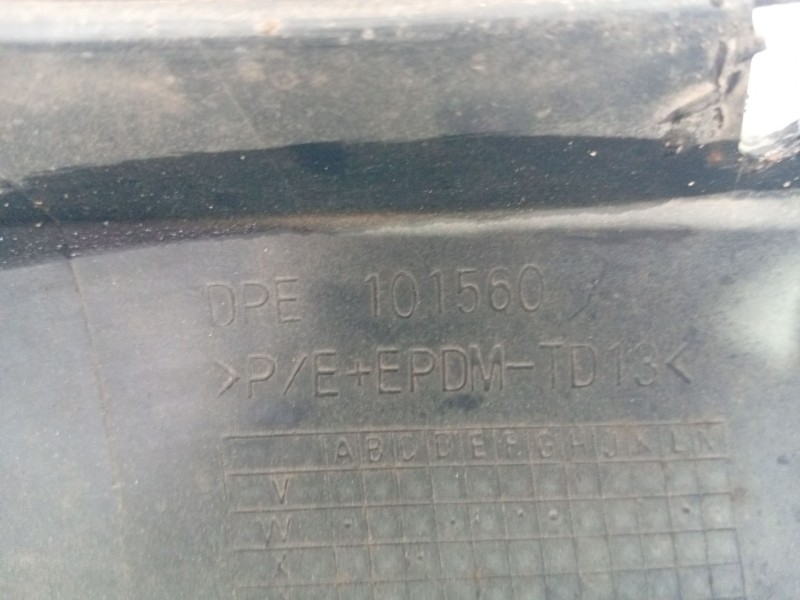 DPE 101560
>P/E+EPDM-TD13<
A B C D E F G H J K L M
V
W
X